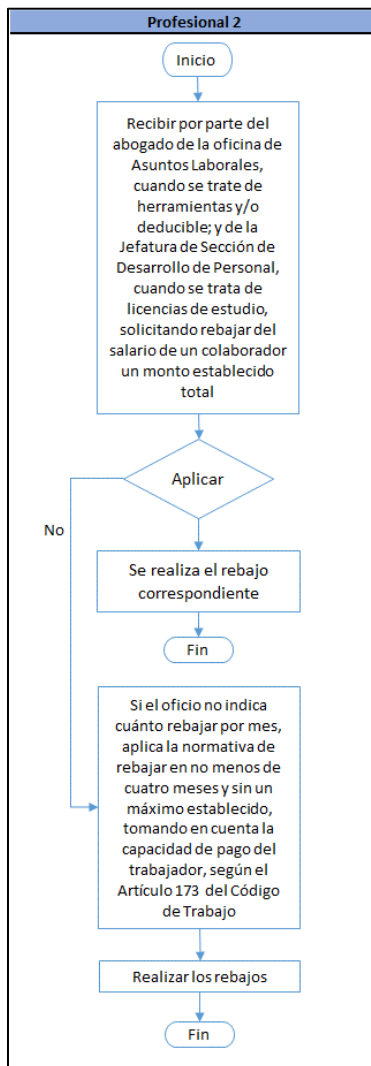 Profesional 2
Inicio
Recibir por parte del
abogado de la oficina de
Asuntos Laborales,
cuando se trate de
herramientas y/o
deducible; y de la
Jefatura de Sección de
Desarrollo de Personal,
cuando se trata de
licencias de estudio,
solicitando rebajar del
salario de un colaborador
un monto establecido
total
Aplicar
No
Se realiza el rebajo
correspondiente
Fin
Si el oficio no indica
cuánto rebajar por mes,
aplica la normativa de
rebajar en no menos de
cuatro meses y sin un
máximo establecido,
tomando en cuenta la
capacidad de pago del
trabajador, según el
Artículo 173 del Código
de Trabajo
Realizar los rebajos
Fin